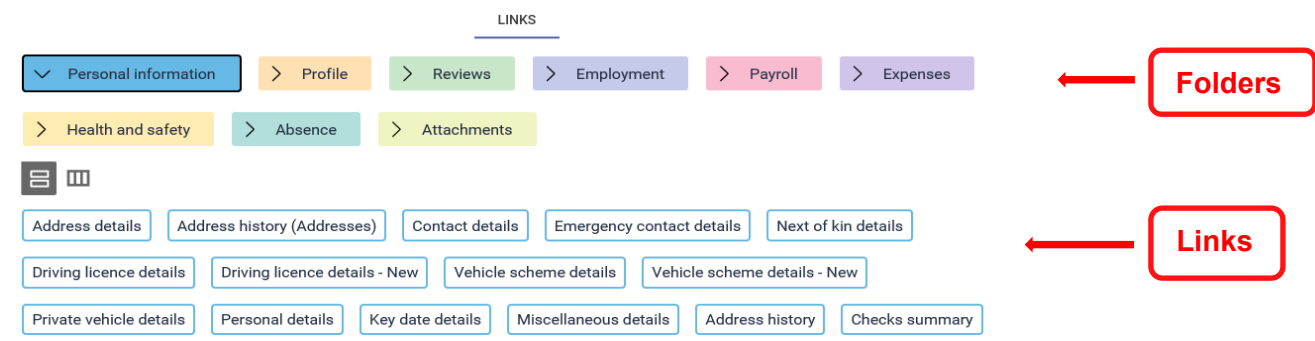 LINKS
Personal information Profile Reviews Employment Payroll Expenses
Folders
Health and safety Absence Attachments
Address details Address history (Addresses) Contact details Emergency contact details Next of kin details
Links
Driving licence details Driving licence details - New Vehicle scheme details Vehicle scheme details - New
Private vehicle details Personal details Key date details Miscellaneous details Address history Checks summary